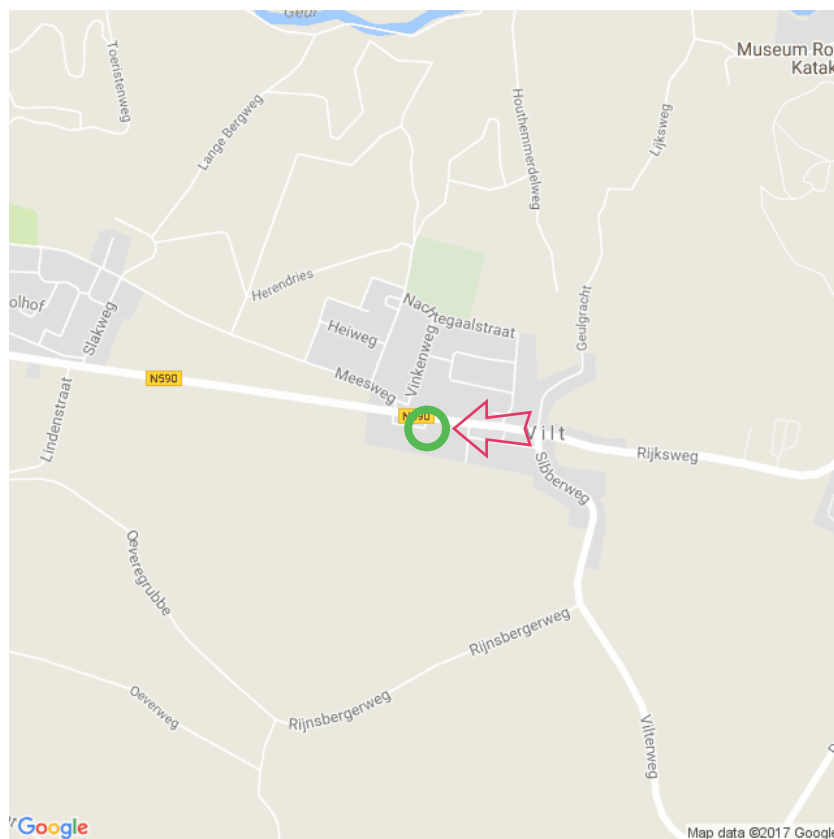 Geul
Toeristenweg
Lange Bergweg
Houthemmerdelweg
Lijksweg
Museum Ro
Katak
olhof
Slakweg
Herendries
Heiweg
Nachtegaalstraat
Vinkenweg
Meesweg
Geulgracht
N590
N590
Lindenstraat
Vilt
Rijksweg
Sibberweg
Oeveregrubbe
Rijnsbergerweg
Oeverweg
Rijnsbergerweg
Vilterweg
Google
Map data ©2017 Google